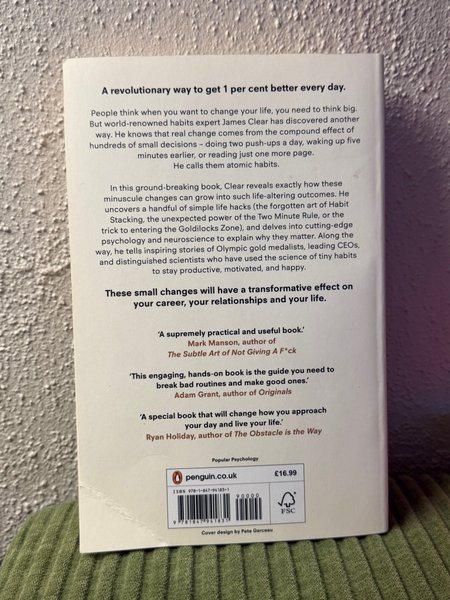 A revolutionary way to get 1 per cent better every day.
People think when you want to change your life, you need to think big.
But world-renowned habits expert James Clear has discovered another
way. He knows that real change comes from the compound effect of
hundreds of small decisions – doing two push-ups a day, waking up five
minutes earlier, or reading just one more page.
He calls them atomic habits.
In this ground-breaking book, Clear reveals exactly how these
minuscule changes can grow into such life-altering outcomes. He
uncovers a handful of simple life hacks (the forgotten art of Habit
Stacking, the unexpected power of the Two Minute Rule, or the
trick to entering the Goldilocks Zone), and delves into cutting-edge
psychology and neuroscience to explain why they matter. Along the
way, he tells inspiring stories of Olympic gold medalists, leading CEOs,
and distinguished scientists who have used the science of tiny habits
to stay productive, motivated, and happy.
These small changes will have a transformative effect on
your career, your relationships and your life.
'A supremely practical and useful book.'
Mark Manson, author of
The Subtle Art of Not Giving A F*ck
'This engaging, hands-on book is the guide you need to
break bad routines and make good ones.'
Adam Grant, author of Originals
'A special book that will change how you approach
your day and live your life.'
Ryan Holiday, author of The Obstacle is the Way
Popular Psychology
penguin.co.uk
£16.99
ISBN 978-1-847-94183-1
90000
9 781847 941831
FSC
Cover design by Pete Garceau